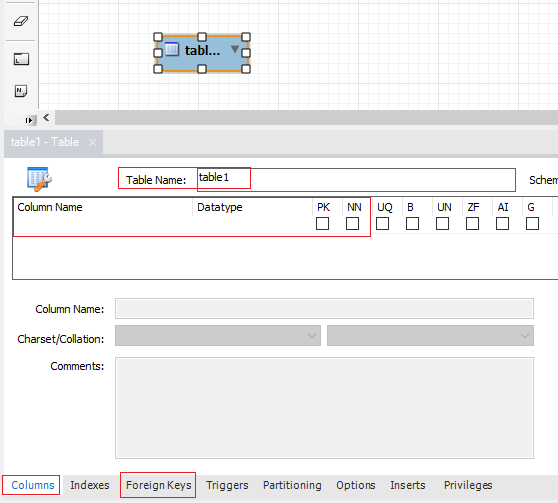 tabl...
table1 - Table
Table Name: table1
Schem
Column Name Datatype PK NN UQ B UN ZF AI G
Column Name:
Charset/Collation:
Comments:
Columns Indexes Foreign Keys Triggers Partitioning Options Inserts Privileges